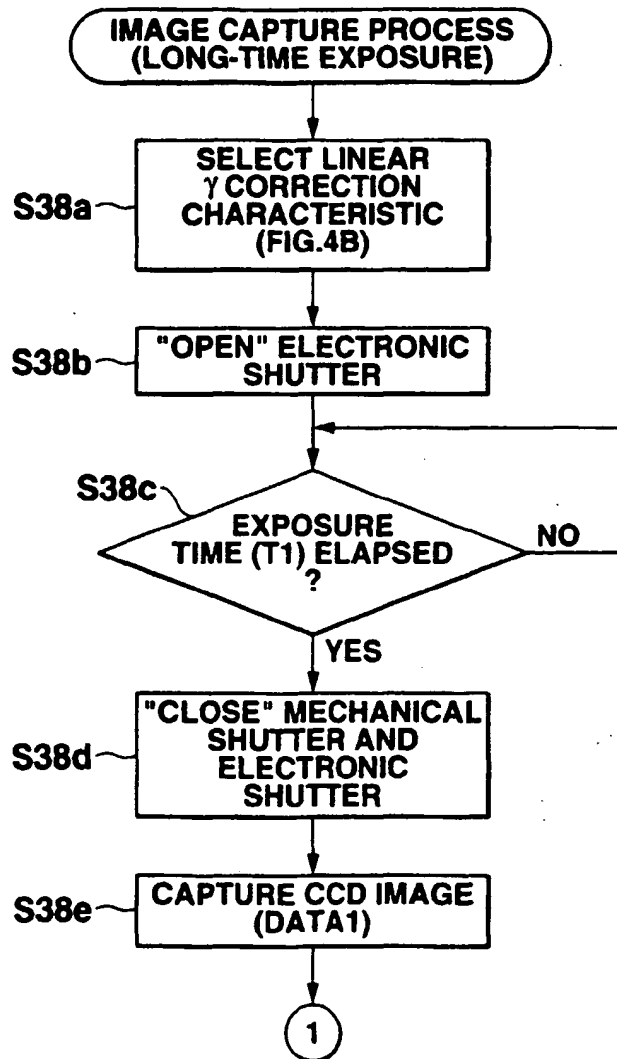 IMAGE CAPTURE PROCESS
(LONG-TIME EXPOSURE)
S38a
SELECT LINEAR
γ CORRECTION
CHARACTERISTIC
(FIG.4B)
S38b
"OPEN" ELECTRONIC
SHUTTER
S38c
EXPOSURE
TIME (T1) ELAPSED
?
NO
YES
S38d
"CLOSE" MECHANICAL
SHUTTER AND
ELECTRONIC
SHUTTER
S38e
CAPTURE CCD IMAGE
(DATA1)
1